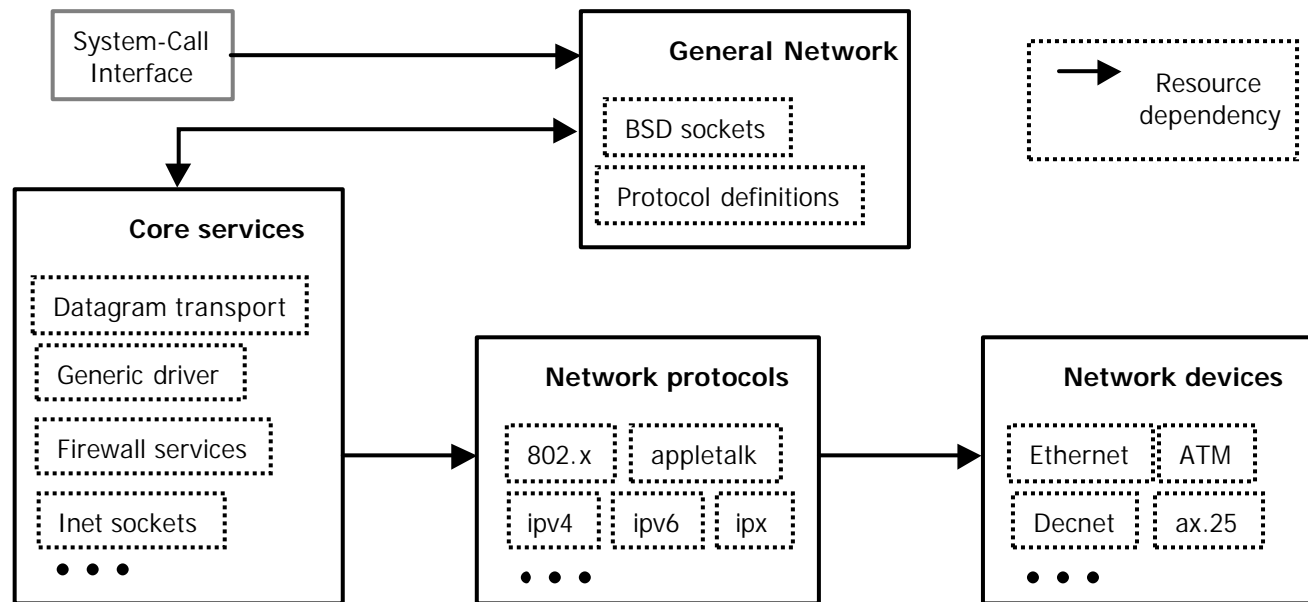 System-Call
Interface
General Network
BSD sockets
Protocol definitions
Resource
dependency
Core services
Datagram transport
Generic driver
Firewall services
Inet sockets
• • •
Network protocols
802.x
appletalk
ipv4
ipv6
ipx
• • •
Network devices
Ethernet
ATM
Decnet
ax.25
• • •